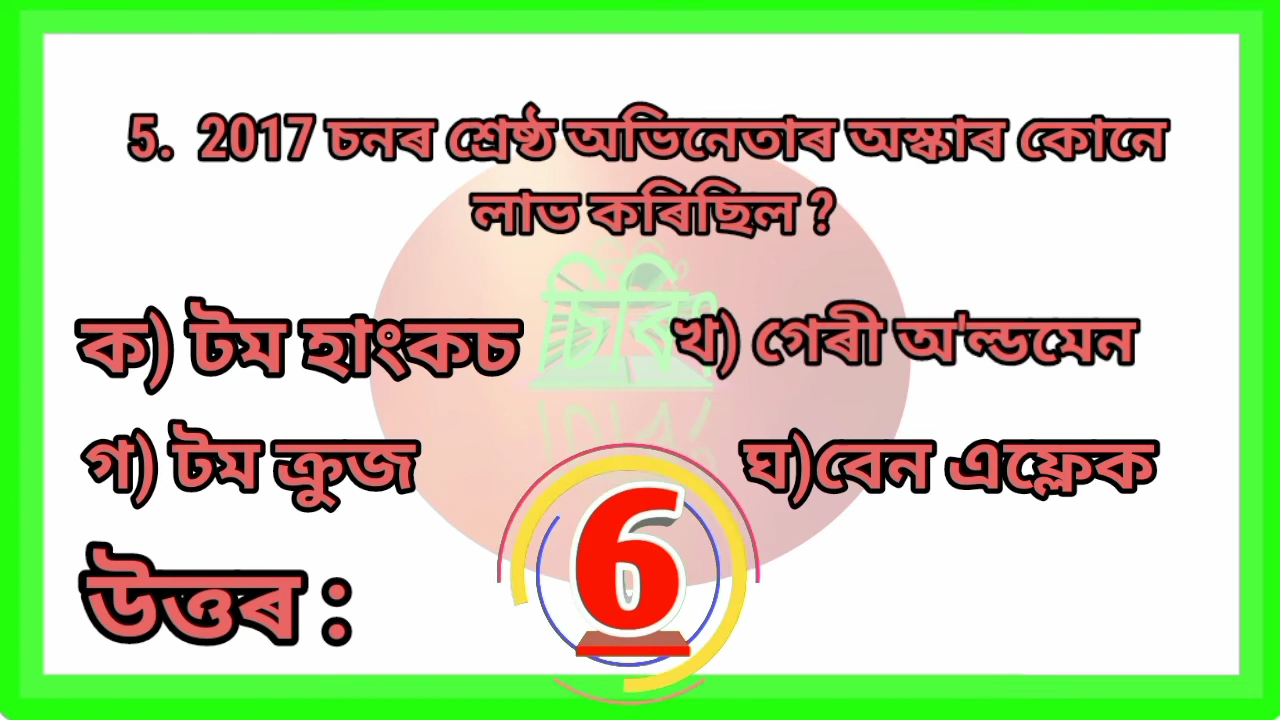 5. 2017 চনৰ শ্ৰেষ্ঠ অভিনেতাৰ অস্কাৰ কোনে
লাভ কৰিছিল ?
চিৰিং
ক) টম হাংকচ খ) গেৰী অ'ল্ডমেন
গ) টম ক্ৰুজ ঘ)বেন এফ্লেক
উত্তৰ :
6